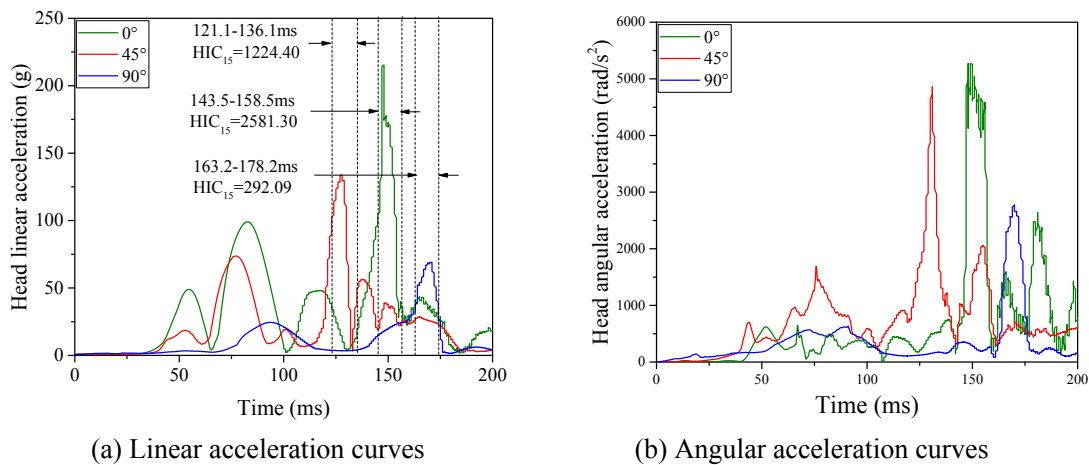 250
200
150
100
50
0
0
50
100
150
200
Head linear acceleration (g)
Time (ms)
0°
45°
90°
121.1-136.1ms
HIC₁₅=1224.40
143.5-158.5ms
HIC₁₅=2581.30
163.2-178.2ms
HIC₁₅=292.09
(a) Linear acceleration curves
6000
5000
4000
3000
2000
1000
0
0
50
100
150
200
Head angular acceleration (rad/s²)
Time (ms)
0°
45°
90°
(b) Angular acceleration curves